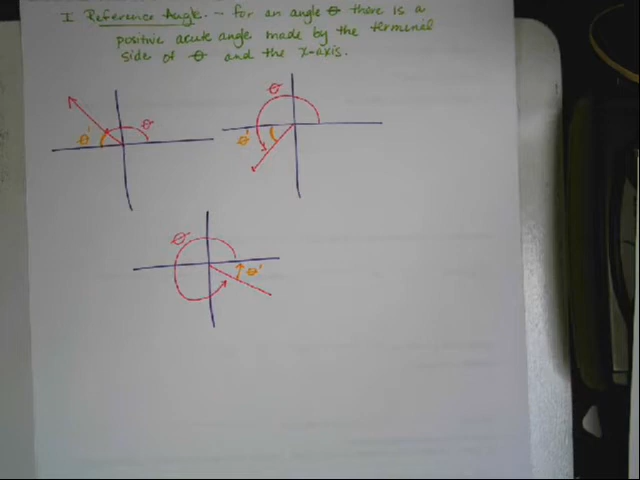 I Reference Angle. – for an angle θ there is a
positive acute angle made by the terminal
side of θ and the x-axis.
θ
θ' θ
θ'
θ
θ'